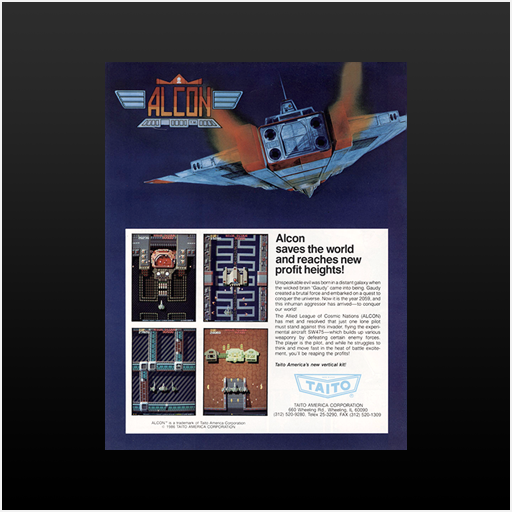 ALCON
Alcon
saves the world
and reaches new
profit heights!
Unspeakable evil was born in a distant galaxy when
the wicked brain "Gaudy" came into being. Gaudy
created a brutal force and embarked on a quest to
conquer the universe. Now it is the year 2059, and
this inhuman aggressor has arrived—to conquer
our world!
The Allied League of Cosmic Nations (ALCON)
has met and resolved that just one lone pilot
must stand against this invader, flying the experi-
mental aircraft SW475—which builds up various
weaponry by defeating certain enemy forces.
The player is the pilot, and while he struggles to
think and move fast in the heat of battle excite-
ment, you'll be reaping the profits!
Taito America's new vertical kit!
TAITO
TAITO AMERICA CORPORATION
660 Wheeling Rd., Wheeling, IL 60090
(312) 520-9280, Telex 25-3290, FAX (312) 520-1309
ALCON™ is a trademark of Taito America Corporation
© 1986 TAITO AMERICA CORPORATION